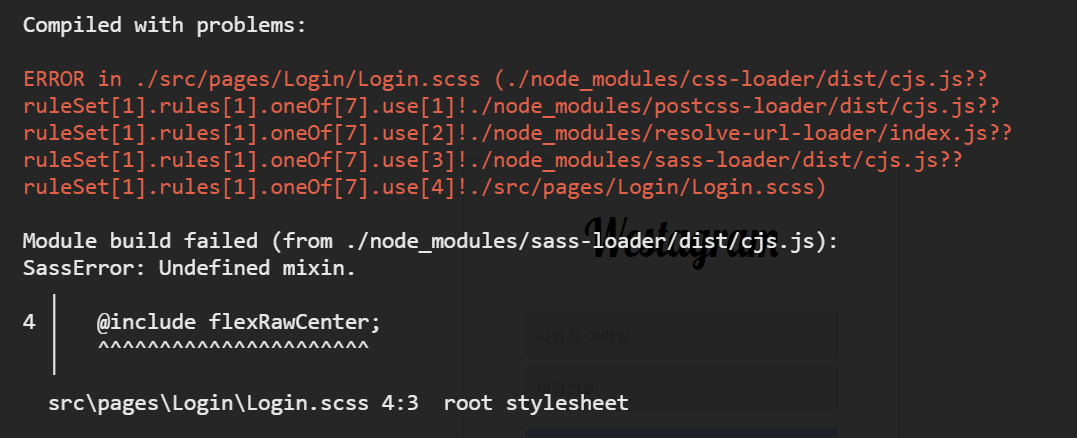 Compiled with problems:
ERROR in ./src/pages/Login/Login.scss (./node_modules/css-loader/dist/cjs.js??
ruleSet[1].rules[1].oneOf[7].use[1]!./node_modules/postcss-loader/dist/cjs.js??
ruleSet[1].rules[1].oneOf[7].use[2]!./node_modules/resolve-url-loader/index.js??
ruleSet[1].rules[1].oneOf[7].use[3]!./node_modules/sass-loader/dist/cjs.js??
ruleSet[1].rules[1].oneOf[7].use[4]!./src/pages/Login/Login.scss)
Module build failed (from ./node_modules/sass-loader/dist/cjs.js):
Westagram
SassError: Undefined mixin.
4 │   @include flexRawCenter;
│   ^^^^^^^^^^^^^^^^^^^^^^
사용자 이메일
비밀번호
src\pages\Login\Login.scss 4:3  root stylesheet